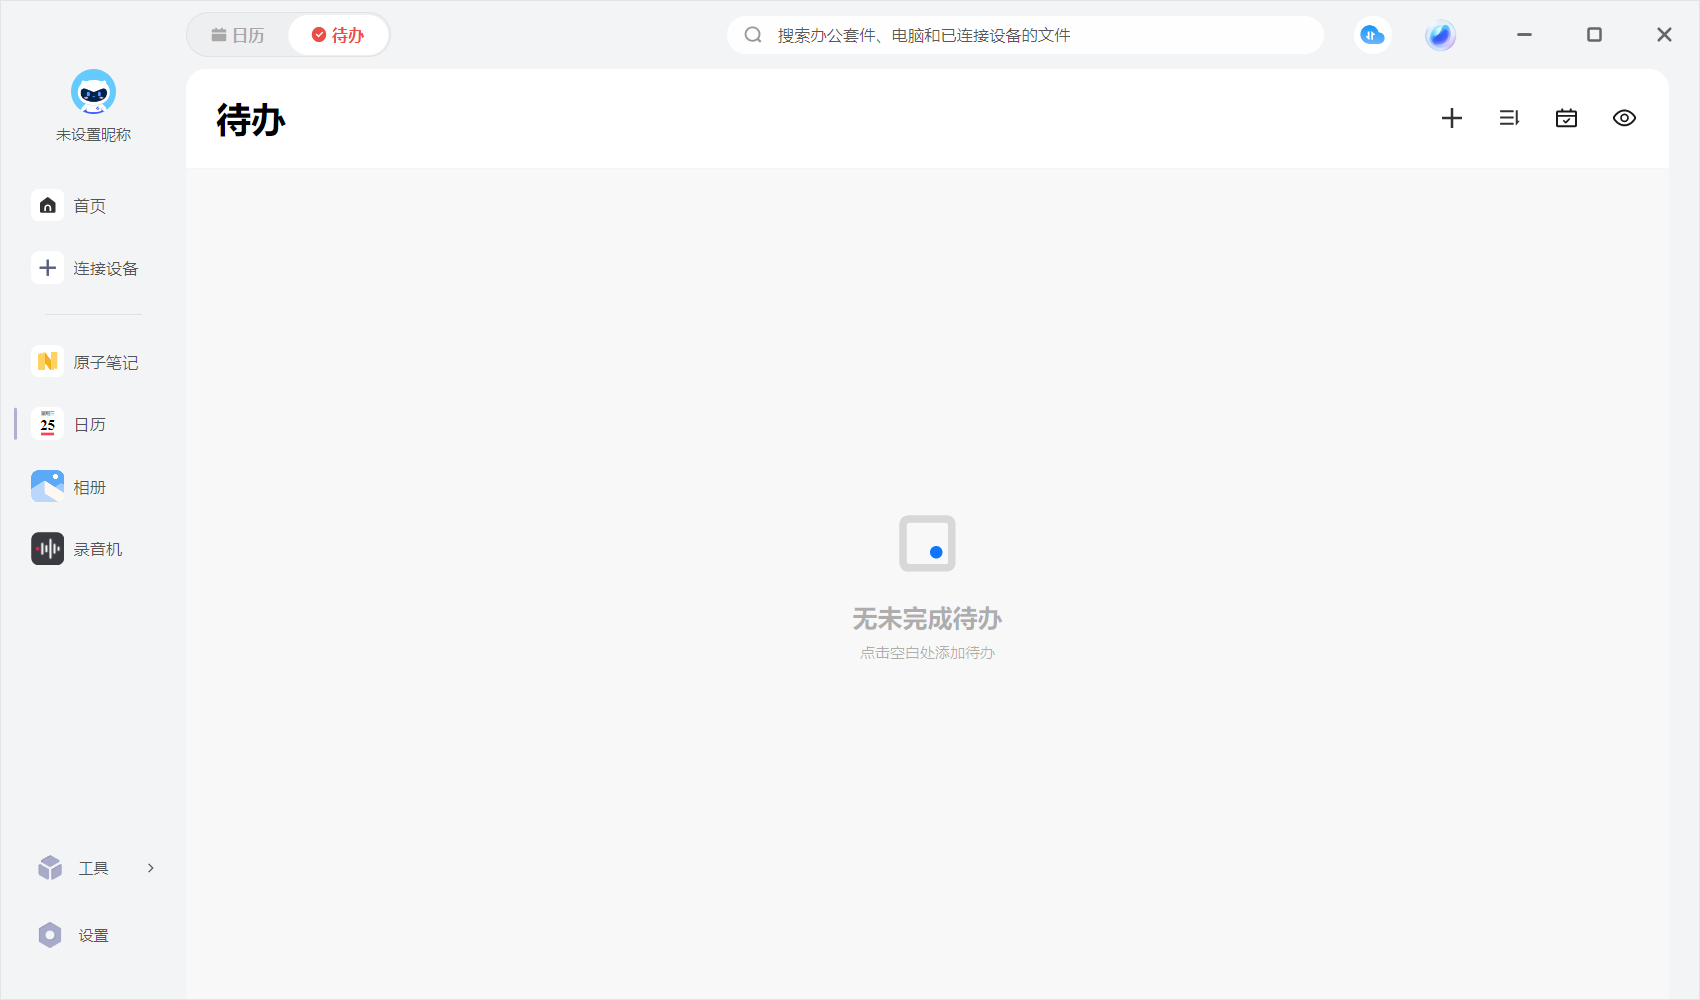 日历
待办
搜索办公套件、电脑和已连接设备的文件
未设置昵称
待办
首页
连接设备
原子笔记
25
日历
相册
录音机
无未完成待办
点击空白处添加待办
工具
设置